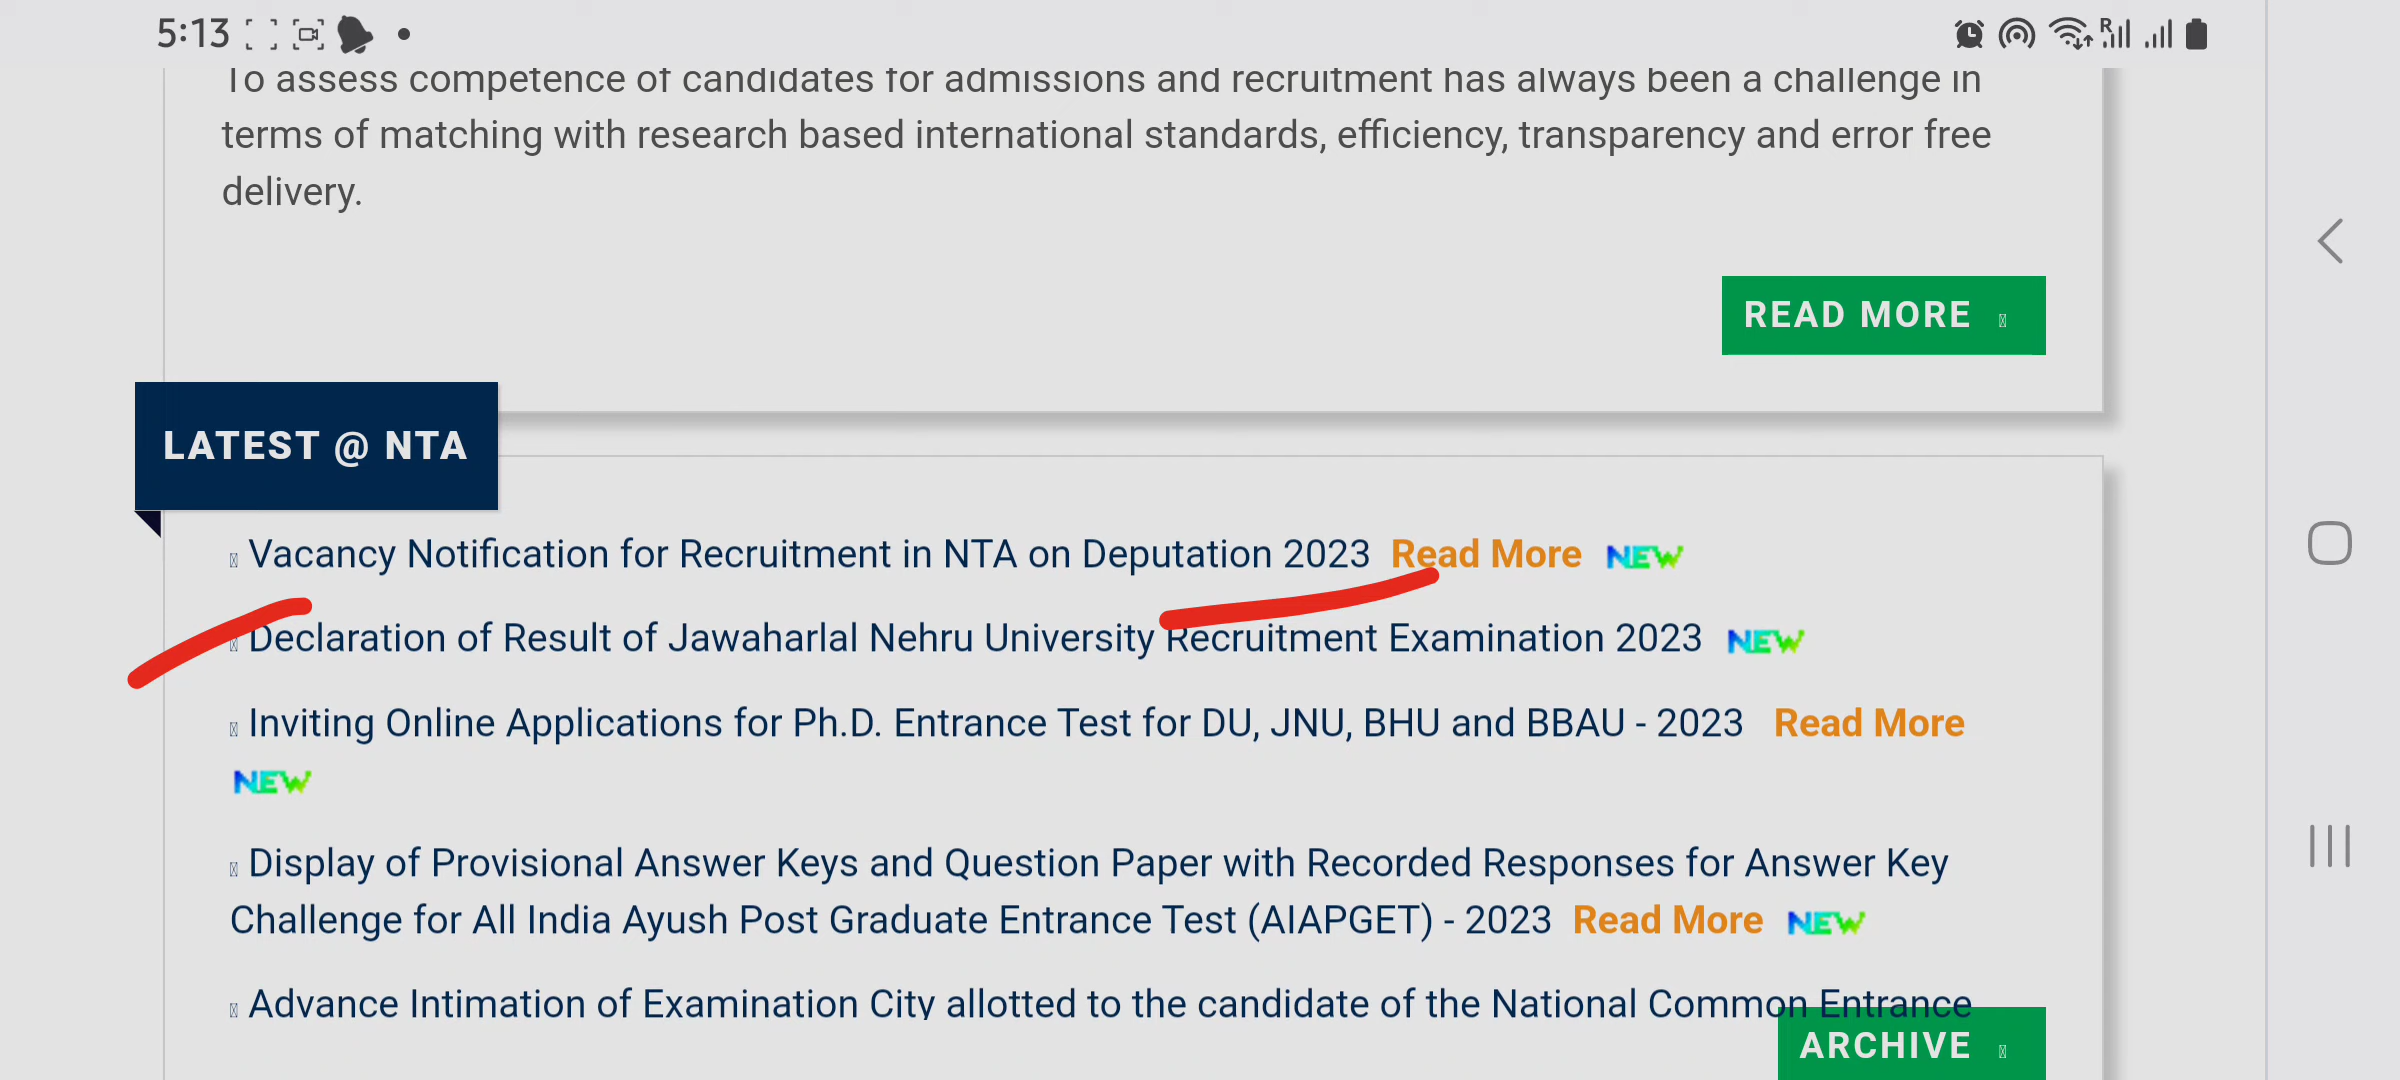 5:13
To assess competence of candidates for admissions and recruitment has always been a challenge in
terms of matching with research based international standards, efficiency, transparency and error free
delivery.
READ MORE
LATEST @ NTA
Vacancy Notification for Recruitment in NTA on Deputation 2023 Read More NEW
Declaration of Result of Jawaharlal Nehru University Recruitment Examination 2023 NEW
Inviting Online Applications for Ph.D. Entrance Test for DU, JNU, BHU and BBAU - 2023 Read More
NEW
Display of Provisional Answer Keys and Question Paper with Recorded Responses for Answer Key
Challenge for All India Ayush Post Graduate Entrance Test (AIAPGET) - 2023 Read More NEW
Advance Intimation of Examination City allotted to the candidate of the National Common Entrance
ARCHIVE